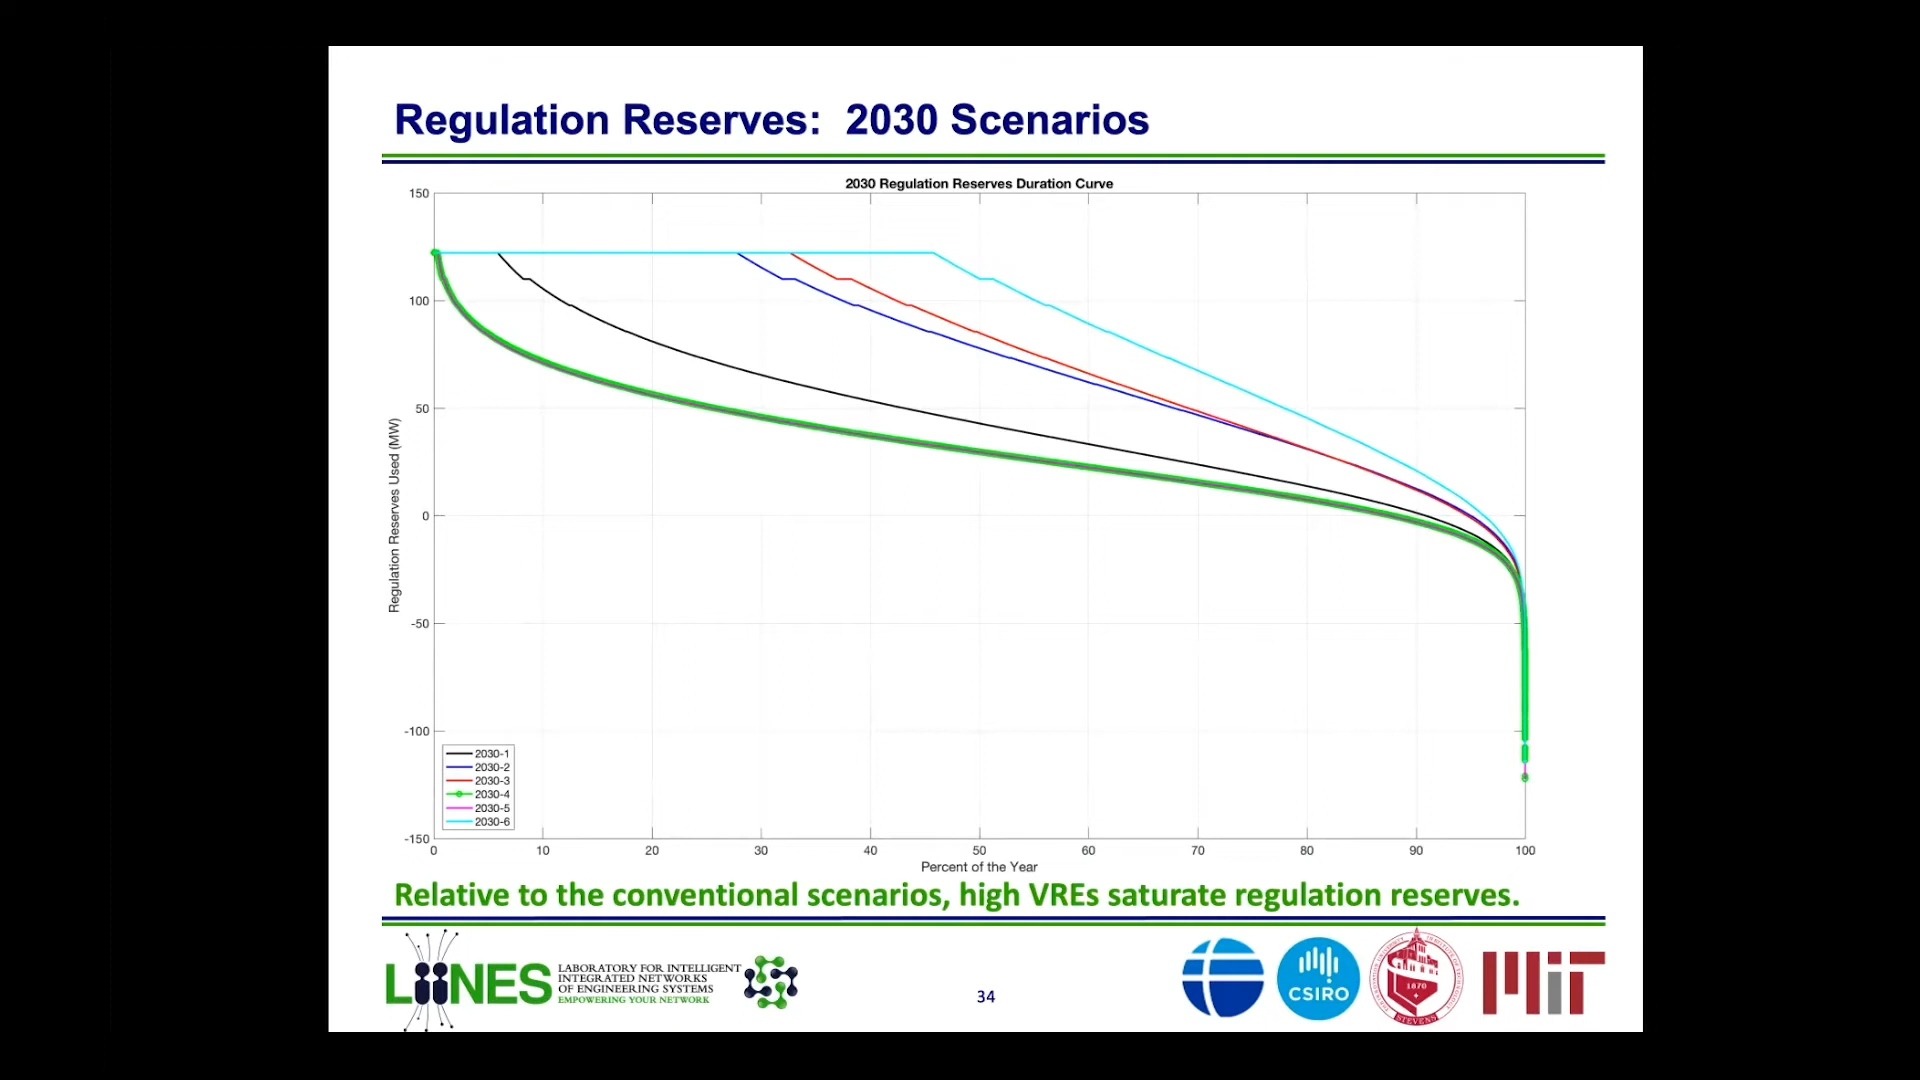 Regulation Reserves:  2030 Scenarios
2030 Regulation Reserves Duration Curve
150
100
50
0
-50
-100
-150
Regulation Reserves Used (MW)
2030-1
2030-2
2030-3
2030-4
2030-5
2030-6
0 10 20 30 40 50 60 70 80 90 100
Percent of the Year
Relative to the conventional scenarios, high VREs saturate regulation reserves.
LIINES
LABORATORY FOR INTELLIGENT
INTEGRATED NETWORKS
OF ENGINEERING SYSTEMS
EMPOWERING YOUR NETWORK
34
CSIRO
1870
STEVENS
MIT